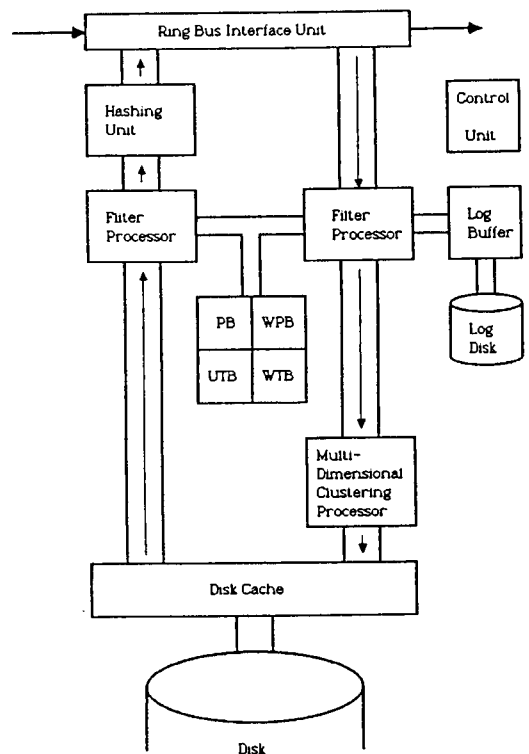 Ring Bus Interface Unit
Hashing
Unit
Control
Unit
Filter
Processor
Filter
Processor
Log
Buffer
PB
WPB
UTB
WTB
Log
Disk
Multi-
Dimensional
Clustering
Processor
Disk Cache
Disk